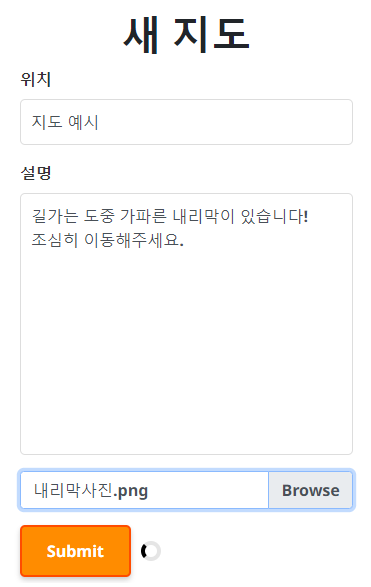 새 지도
위치
지도 예시
설명
길가는 도중 가파른 내리막이 있습니다!
조심히 이동해주세요.
내리막사진.png
Browse
Submit